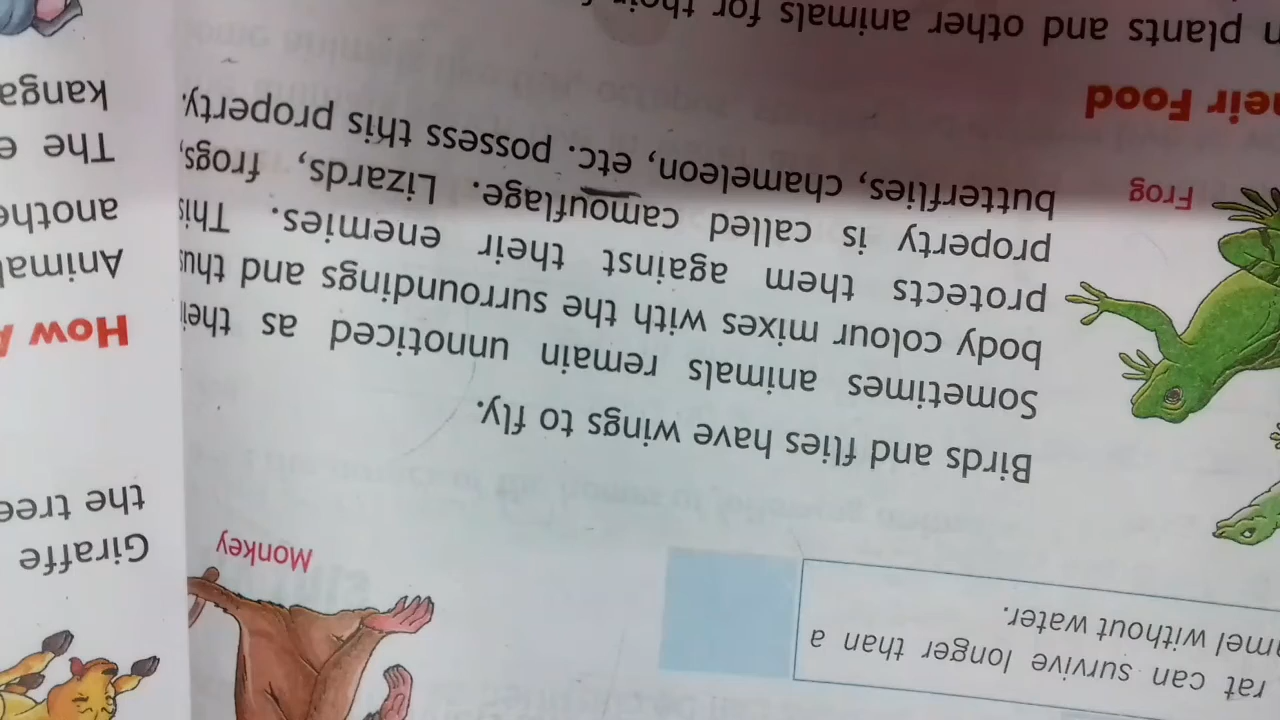 rat can survive longer than a
amel without water.
Monkey
Birds and flies have wings to fly.
Sometimes animals remain unnoticed as their
body colour mixes with the surroundings and thus
protects them against their enemies. This
property is called camouflage. Lizards, frogs,
butterflies, chameleon, etc. possess this property.
Frog
eir Food
plants and other animals for their
Giraffe
the tree
How
Animal
anothe
The e
kanga